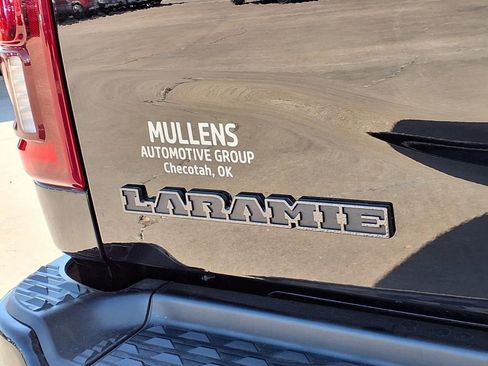 MULLENS
AUTOMOTIVE GROUP
Checotah, OK
LARAMIE